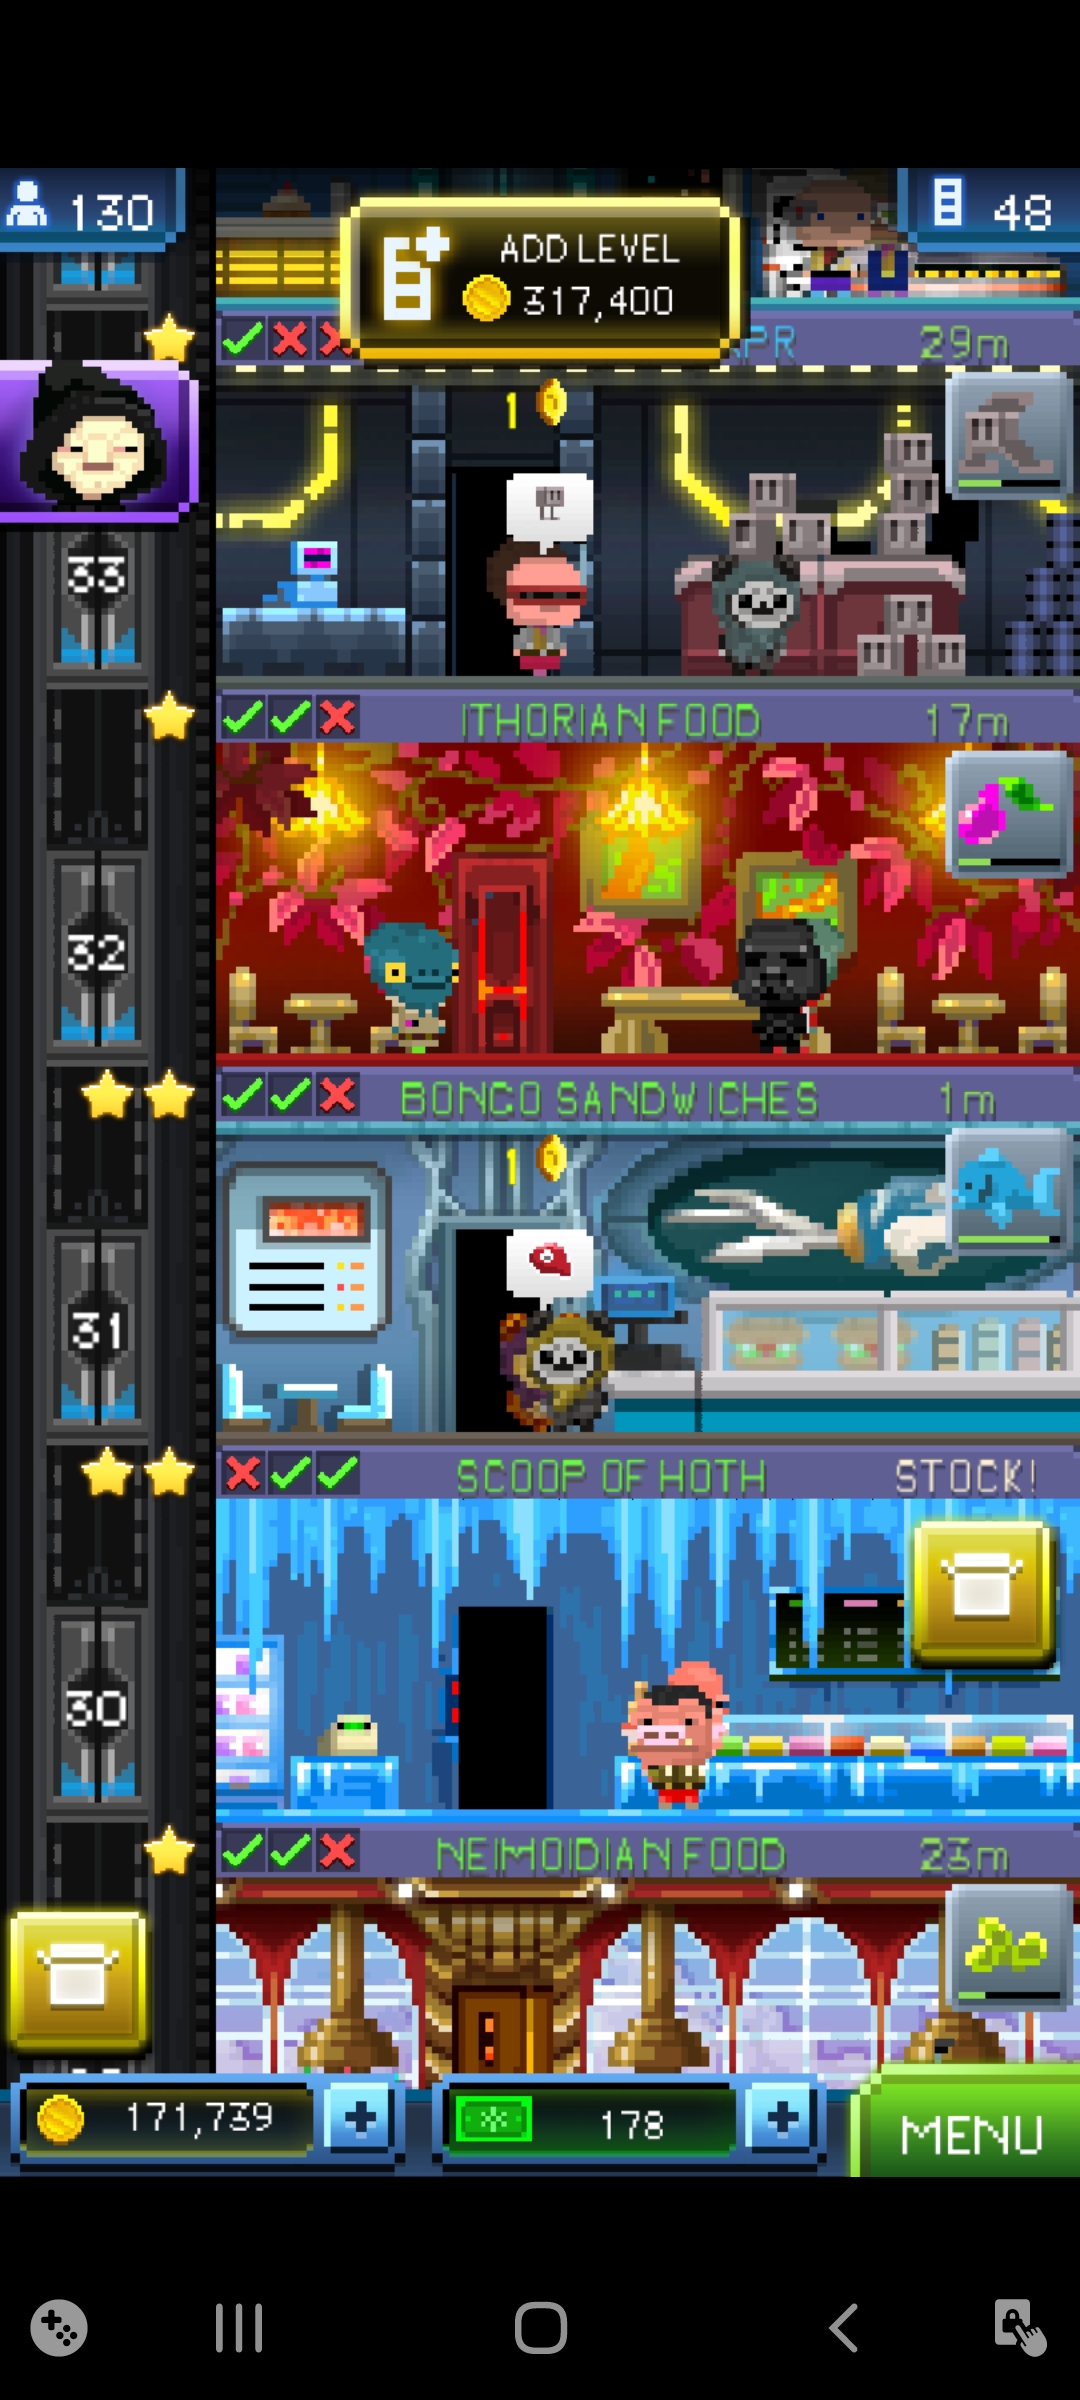 130
48
ADD LEVEL
317,400
29m
1
33
ITHORIAN FOOD
17m
32
BONGO SANDWICHES
1m
1
31
SCOOP OF HOTH
STOCK!
30
NEIMOIDIAN FOOD
23m
171,739
178
MENU